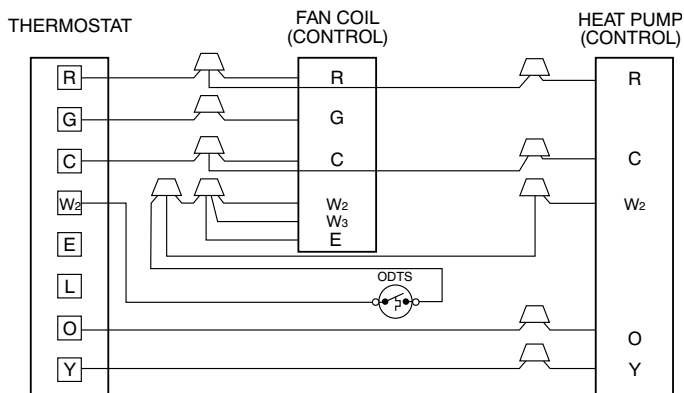 THERMOSTAT
FAN COIL
(CONTROL)
HEAT PUMP
(CONTROL)
R
R
R
G
G
C
C
C
W2
W2
W2
W3
E
E
L
ODTS
O
O
Y
Y